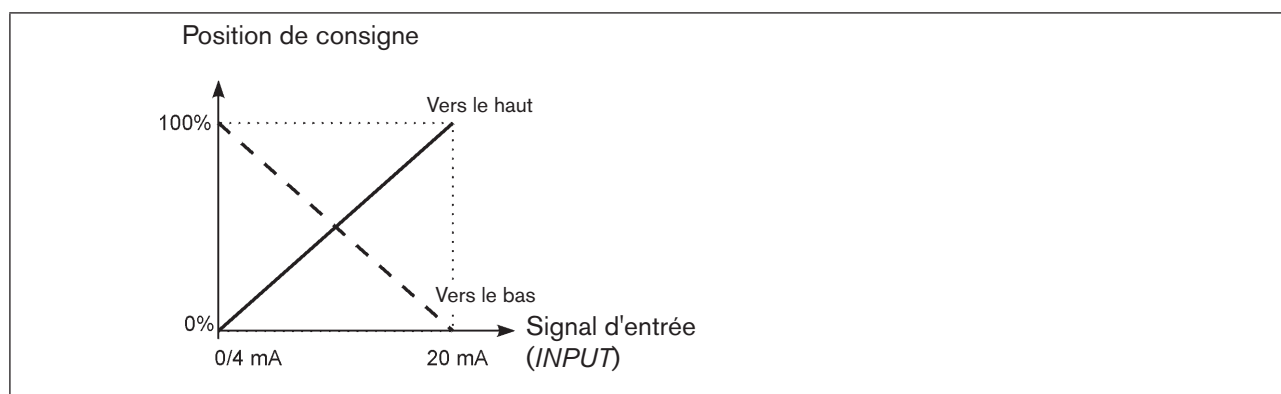 Position de consigne
Vers le haut
100%
Vers le bas
0%
Signal d'entrée
(INPUT)
0/4 mA
20 mA